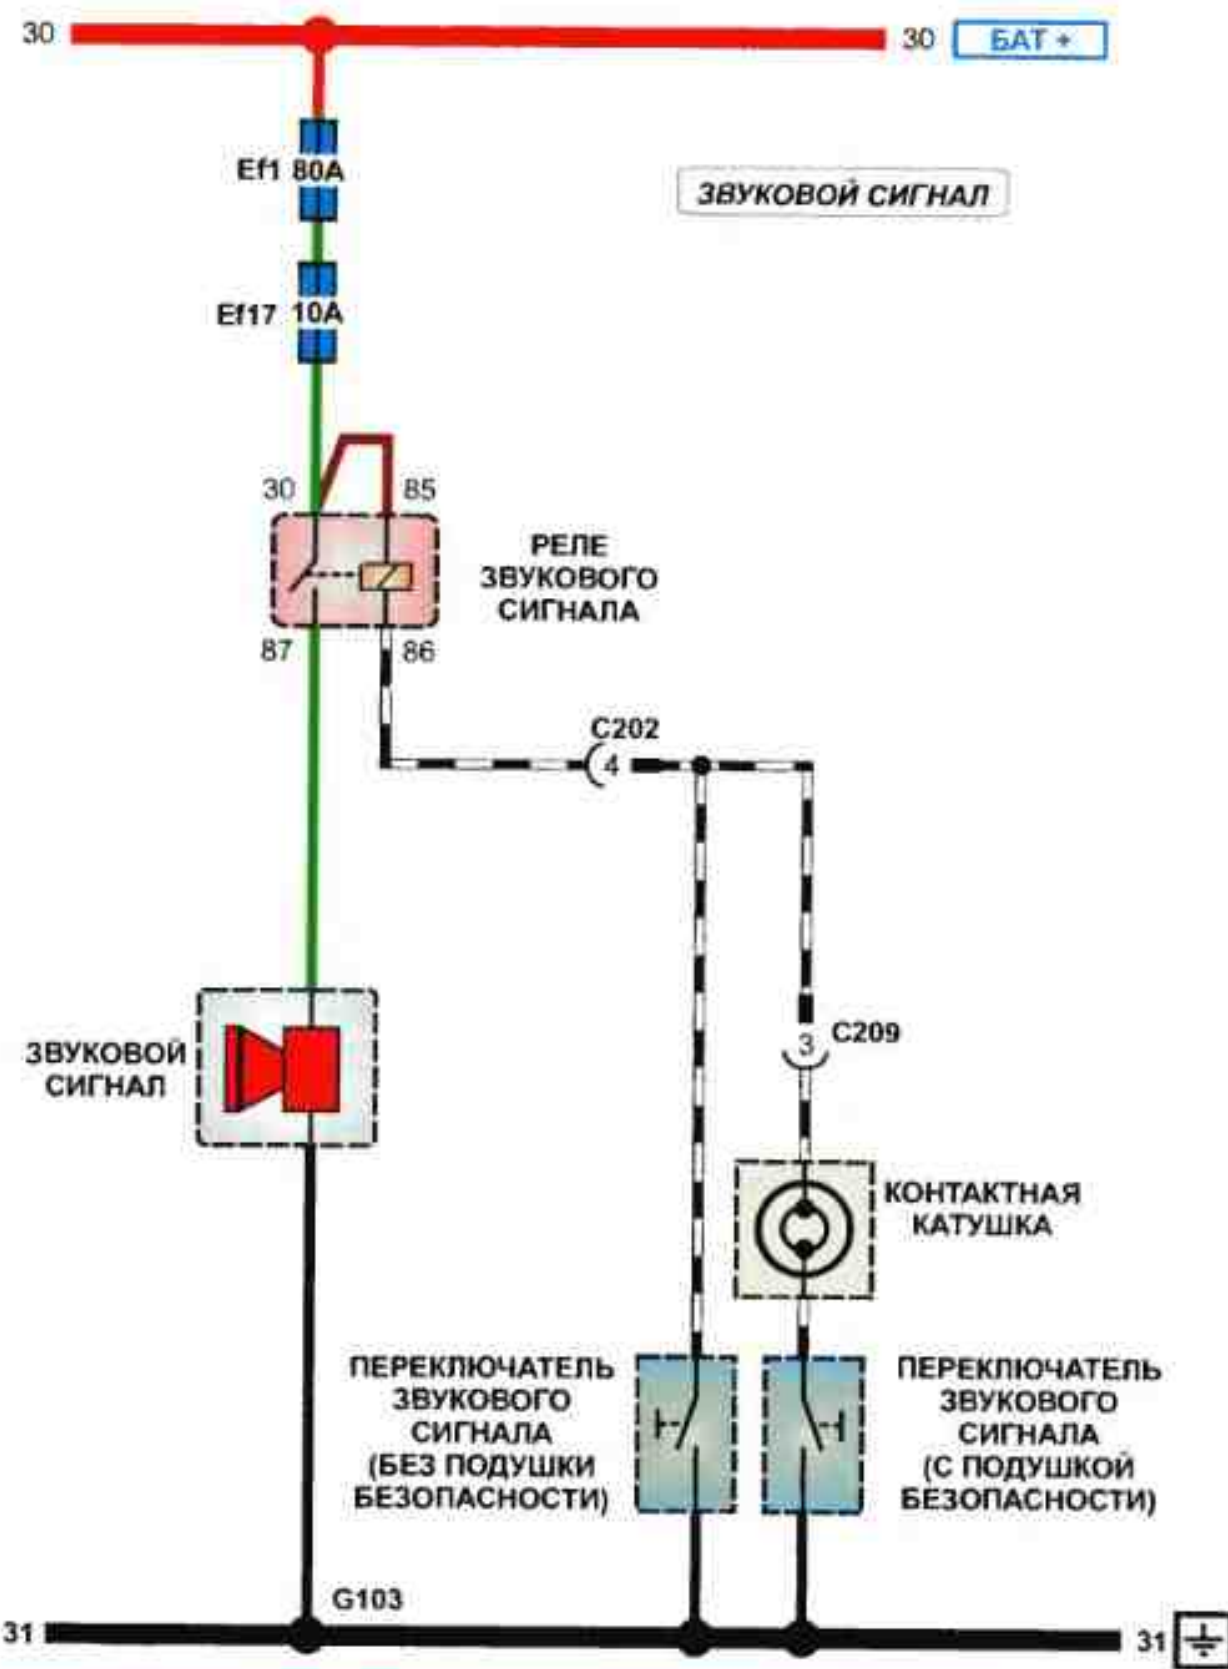 30
30 БАТ +
Ef1 80A
ЗВУКОВОЙ СИГНАЛ
Ef17 10A
30 85
РЕЛЕ
ЗВУКОВОГО
СИГНАЛА
87 86
C202
4
3 C209
ЗВУКОВОЙ
СИГНАЛ
КОНТАКТНАЯ
КАТУШКА
ПЕРЕКЛЮЧАТЕЛЬ
ЗВУКОВОГО
СИГНАЛА
(БЕЗ ПОДУШКИ
БЕЗОПАСНОСТИ)
ПЕРЕКЛЮЧАТЕЛЬ
ЗВУКОВОГО
СИГНАЛА
(С ПОДУШКОЙ
БЕЗОПАСНОСТИ)
G103
31
31